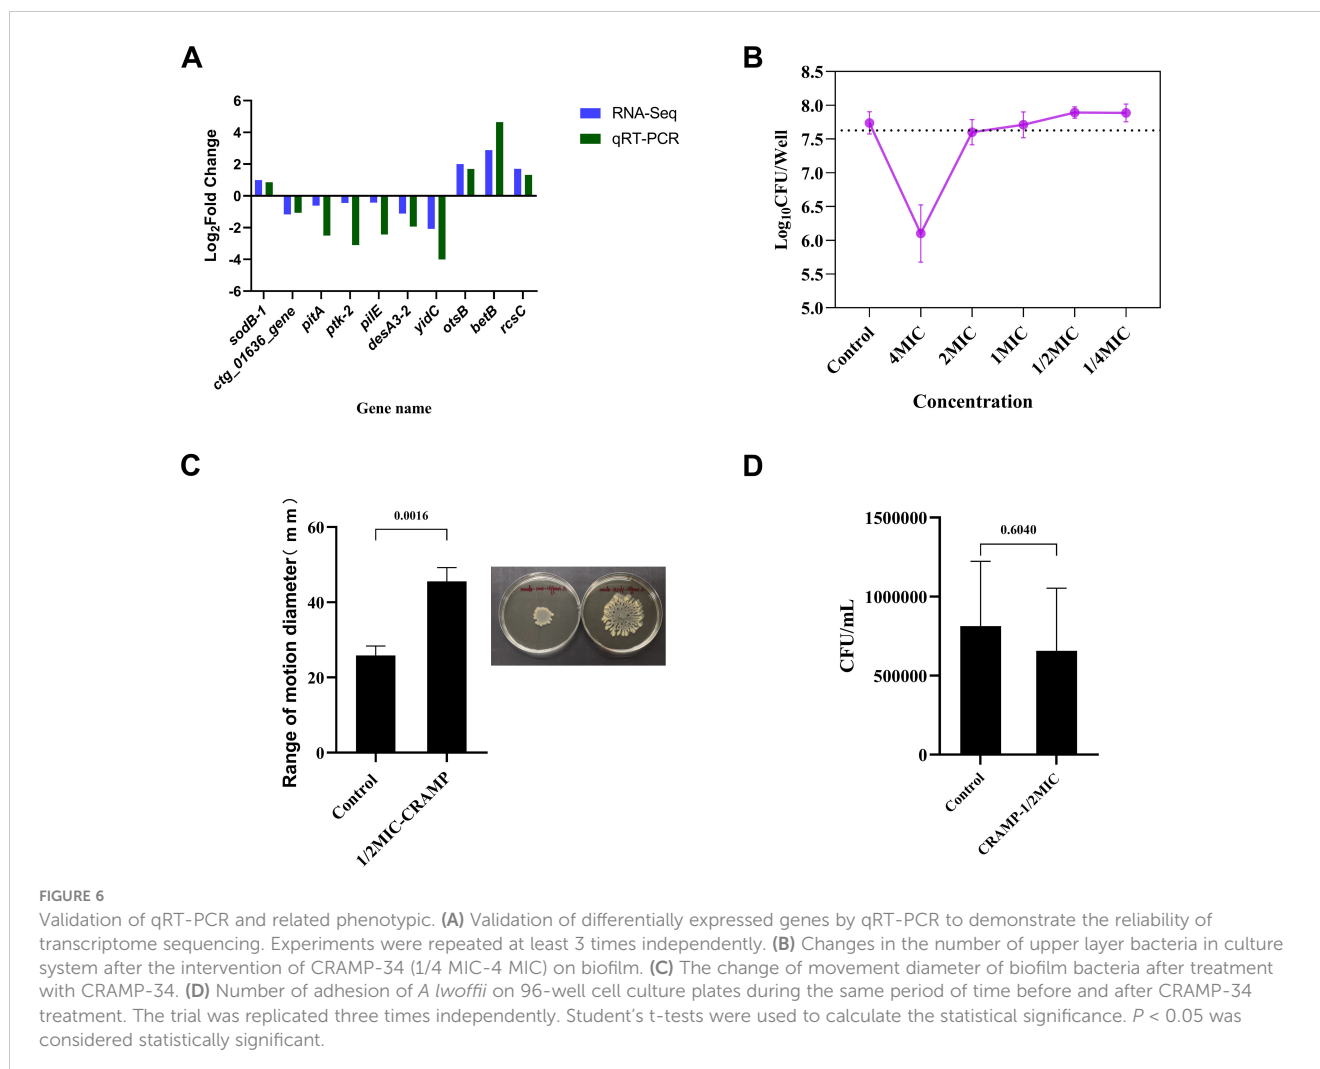 A
6
4
2
0
-2
-4
-6
Log2Fold Change
RNA-Seq
qRT-PCR
sodB-1
ctg_01636_gene
pitA
ptk-2
pilE
desA3-2
yidC
otsB
betB
rcsC
Gene name
B
8.5
8.0
7.5
7.0
6.5
6.0
5.5
5.0
Log10CFU/Well
Control
4MIC
2MIC
1MIC
1/2MIC
1/4MIC
Concentration
C
60
40
20
0
Range of motion diameter( mm)
0.0016
Control
1/2MIC-CRAMP
D
1500000
1000000
500000
0
CFU/mL
0.6040
Control
CRAMP-1/2MIC
FIGURE 6
Validation of qRT-PCR and related phenotypic. (A) Validation of differentially expressed genes by qRT-PCR to demonstrate the reliability of
transcriptome sequencing. Experiments were repeated at least 3 times independently. (B) Changes in the number of upper layer bacteria in culture
system after the intervention of CRAMP-34 (1/4 MIC-4 MIC) on biofilm. (C) The change of movement diameter of biofilm bacteria after treatment
with CRAMP-34. (D) Number of adhesion of A lwoffii on 96-well cell culture plates during the same period of time before and after CRAMP-34
treatment. The trial was replicated three times independently. Student's t-tests were used to calculate the statistical significance. P < 0.05 was
considered statistically significant.